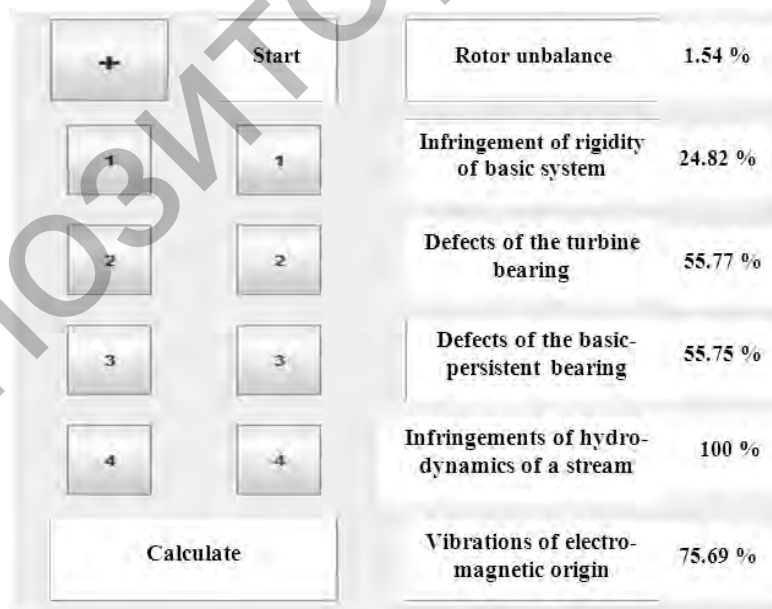 + Start Rotor unbalance 1.54 %
1 1 Infringement of rigidity
of basic system 24.82 %
2 2 Defects of the turbine
bearing 55.77 %
3 3 Defects of the basic-
persistent bearing 55.75 %
4 4 Infringements of hydro-
dynamics of a stream 100 %
Calculate Vibrations of electro-
magnetic origin 75.69 %
ПОЗИТО